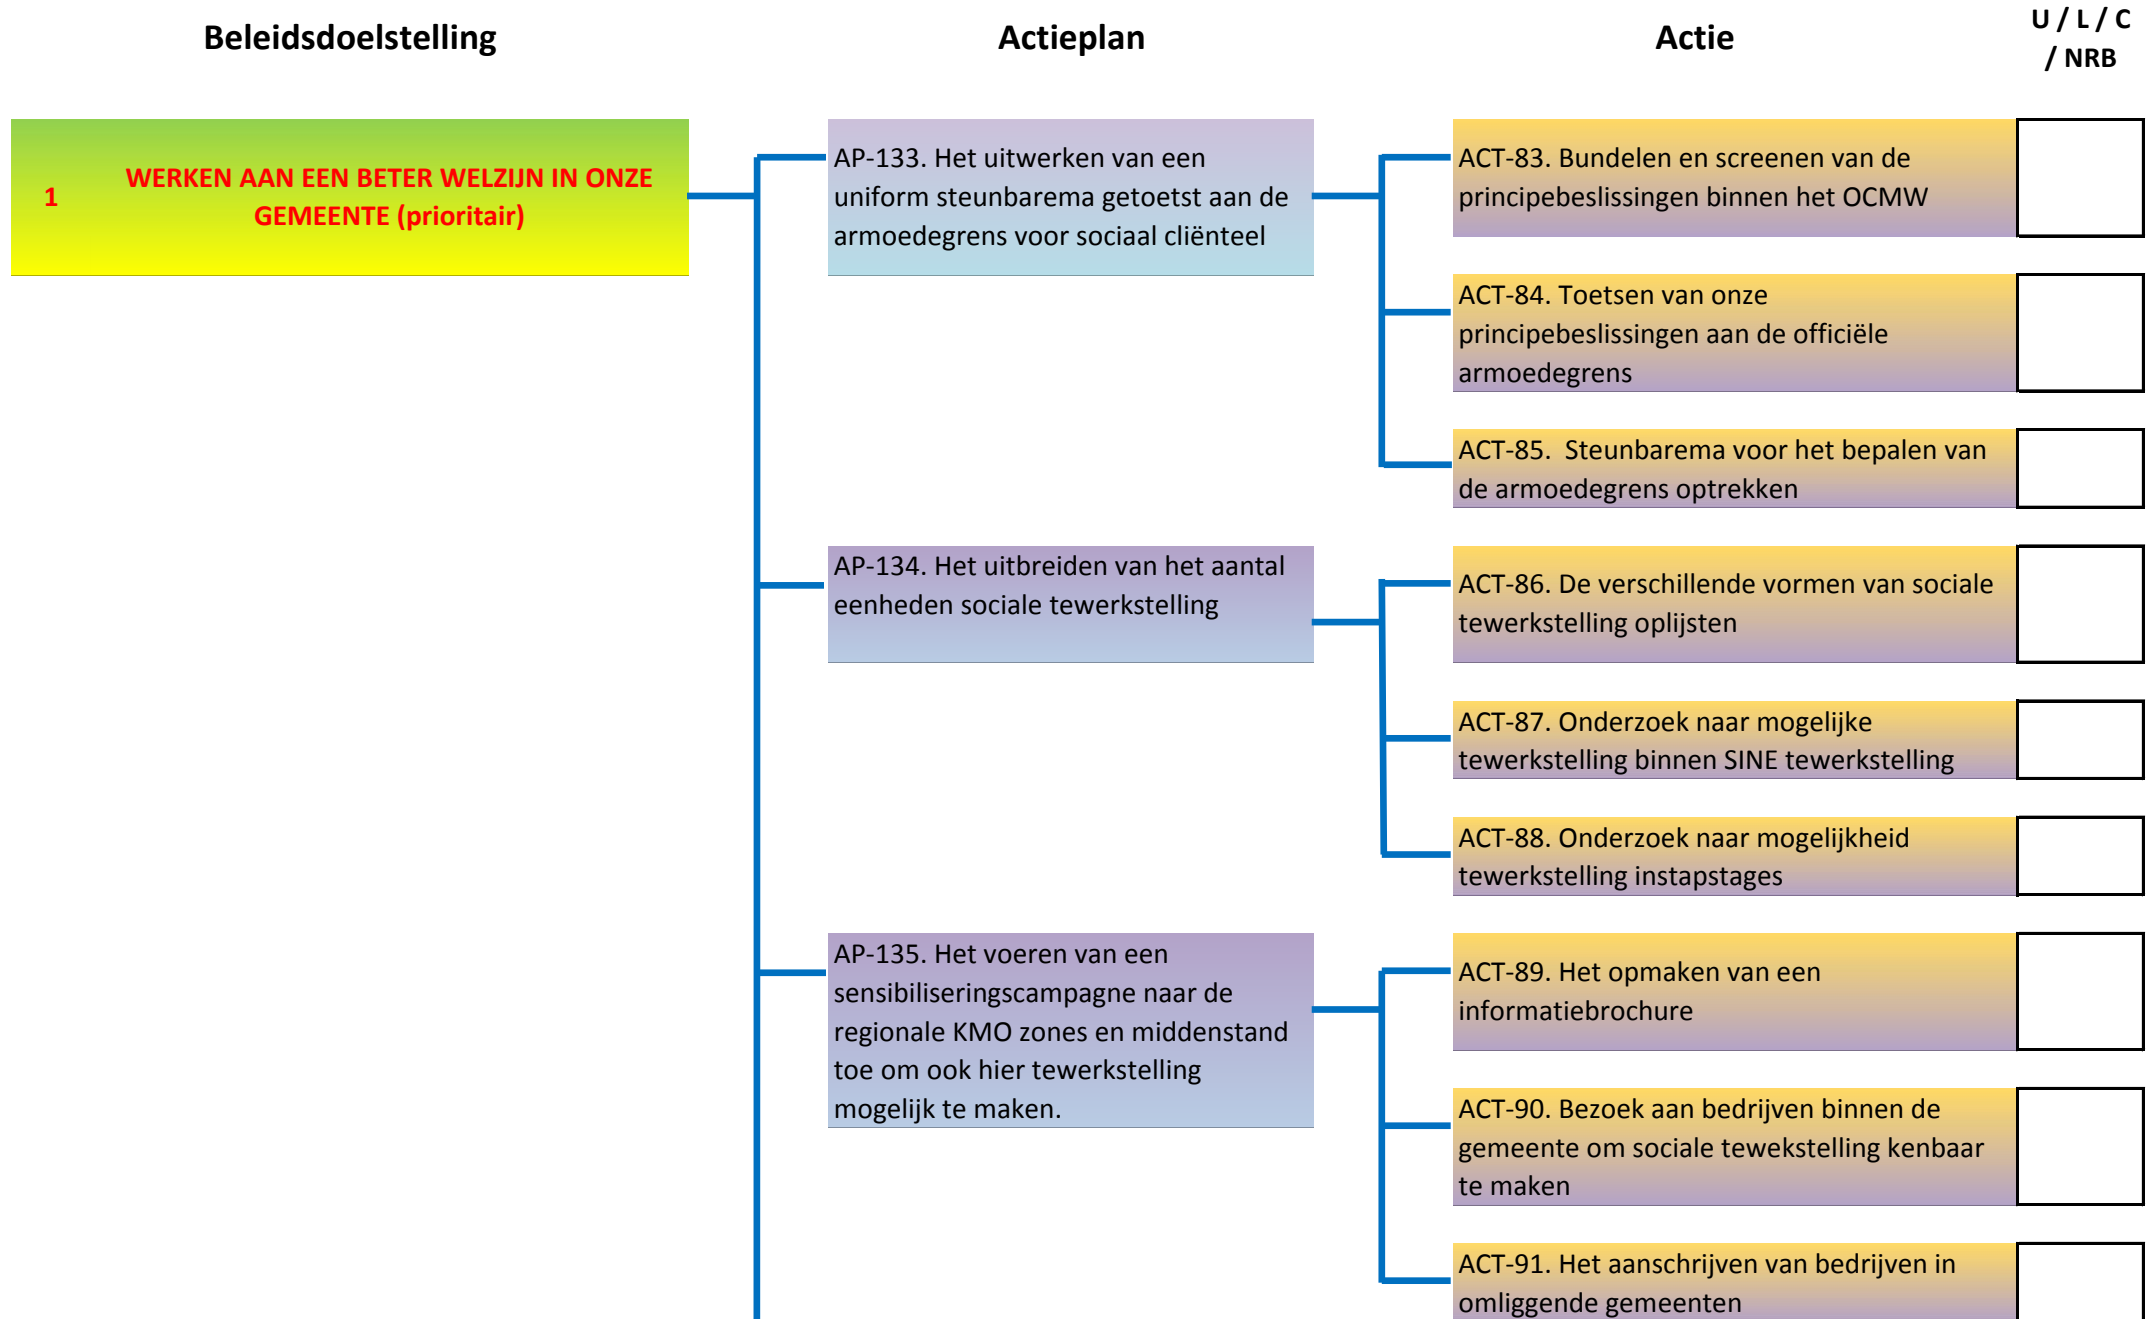 Beleidsdoelstelling
Actieplan
Actie
U / L / C
/ NRB
1
WERKEN AAN EEN BETER WELZIJN IN ONZE
GEMEENTE (prioritair)
AP-133. Het uitwerken van een
uniform steunbarema getoetst aan de
armoedegrens voor sociaal cliënteel
ACT-83. Bundelen en screenen van de
principebeslissingen binnen het OCMW
ACT-84. Toetsen van onze
principebeslissingen aan de officiële
armoedegrens
ACT-85.  Steunbarema voor het bepalen van
de armoedegrens optrekken
AP-134. Het uitbreiden van het aantal
eenheden sociale tewerkstelling
ACT-86. De verschillende vormen van sociale
tewerkstelling oplijsten
ACT-87. Onderzoek naar mogelijke
tewerkstelling binnen SINE tewerkstelling
ACT-88. Onderzoek naar mogelijkheid
tewerkstelling instapstages
AP-135. Het voeren van een
sensibiliseringscampagne naar de
regionale KMO zones en middenstand
toe om ook hier tewerkstelling
mogelijk te maken.
ACT-89. Het opmaken van een
informatiebrochure
ACT-90. Bezoek aan bedrijven binnen de
gemeente om sociale tewekstelling kenbaar
te maken
ACT-91. Het aanschrijven van bedrijven in
omliggende gemeenten